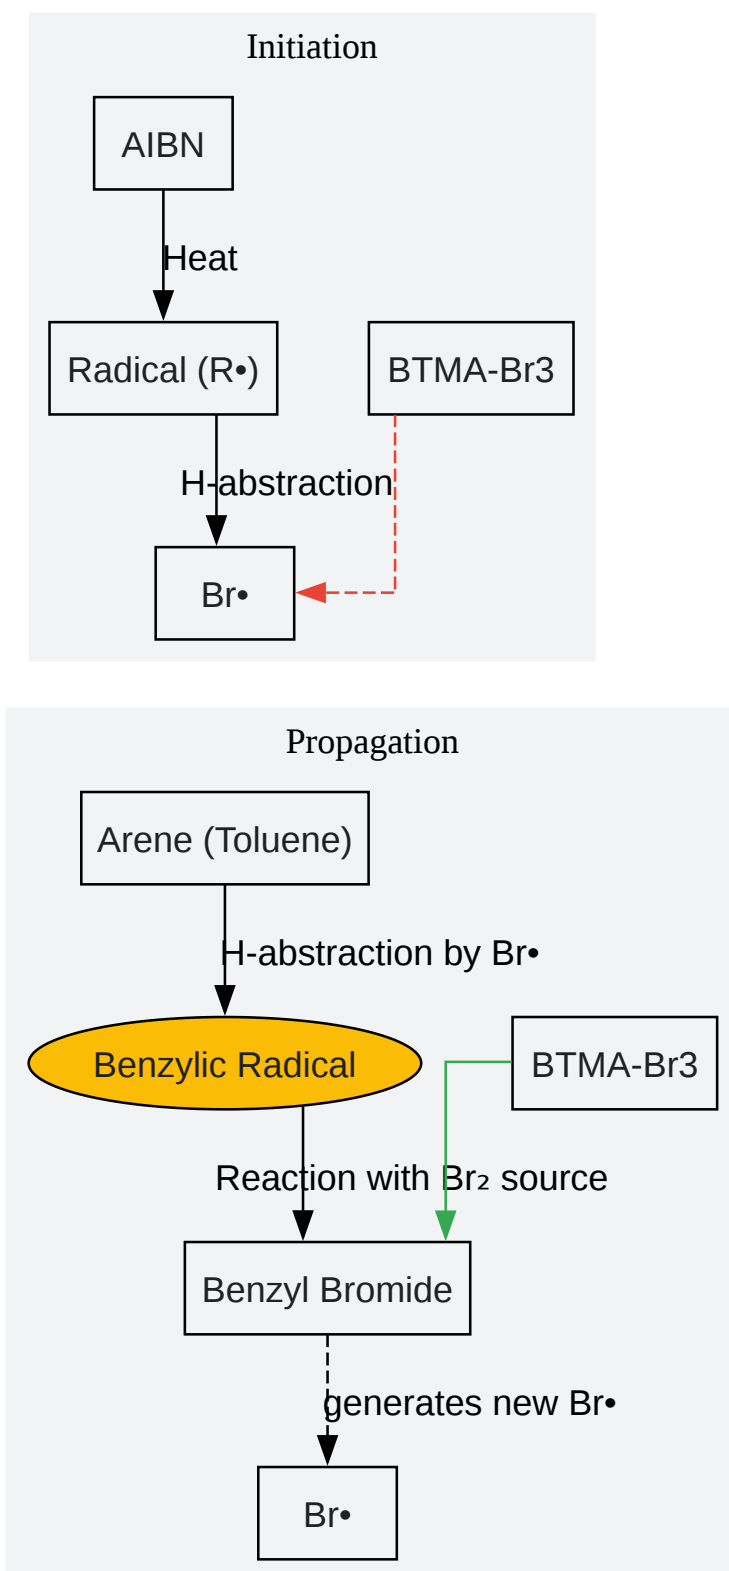 Initiation
AIBN
Heat
Radical (R•)
BTMA-Br3
H-abstraction
Br•
Propagation
Arene (Toluene)
H-abstraction by Br•
Benzylic Radical
BTMA-Br3
Reaction with Br₂ source
Benzyl Bromide
generates new Br•
Br•